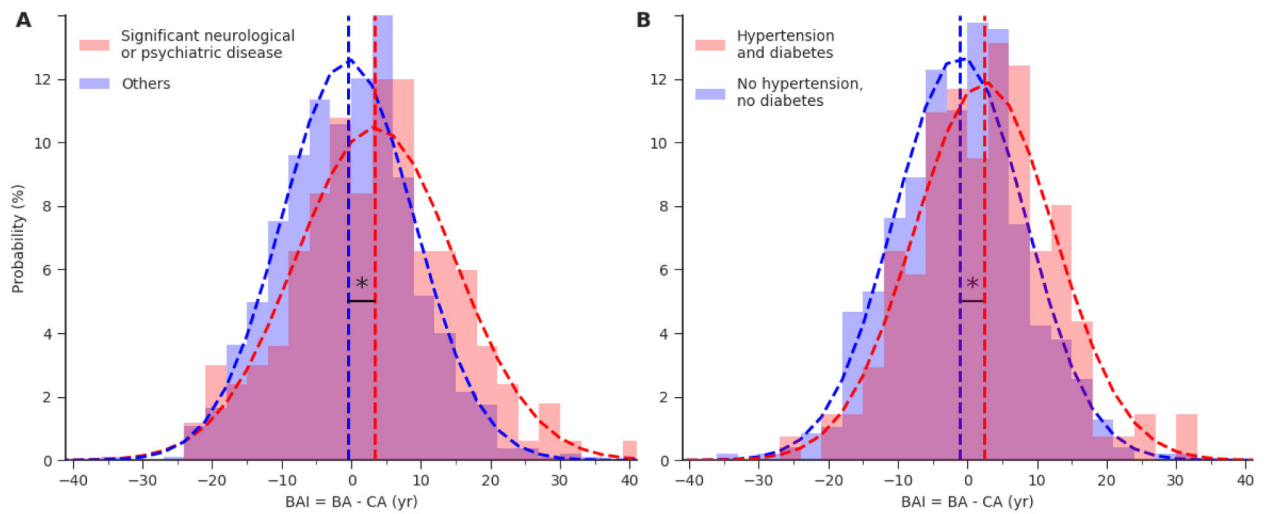 A
Significant neurological
or psychiatric disease
Others
Probability (%)
12
10
8
6
4
2
0
*
−40
−30
−20
−10
0
10
20
30
40
BAI = BA - CA (yr)
B
Hypertension
and diabetes
No hypertension,
no diabetes
12
10
8
6
4
2
0
*
−40
−30
−20
−10
0
10
20
30
40
BAI = BA - CA (yr)